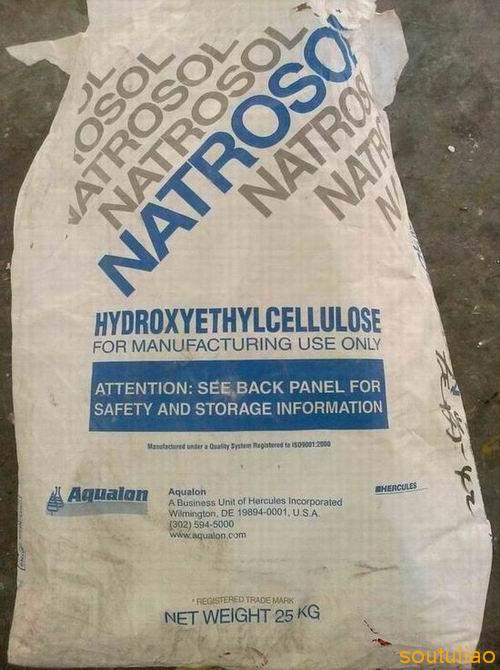 NATROSOL
NATROSOL
NATROSOL
HYDROXYETHYLCELLULOSE
FOR MANUFACTURING USE ONLY
ATTENTION: SEE BACK PANEL FOR
SAFETY AND STORAGE INFORMATION
Manufactured under a Quality System Registered to ISO9001:2000
Aqualon
Aqualon
A Business Unit of Hercules Incorporated
Wilmington, DE 19894-0001, U.S.A.
(302) 594-5000
www.aqualon.com
HERCULES
* REGISTERED TRADE MARK
NET WEIGHT 25 KG